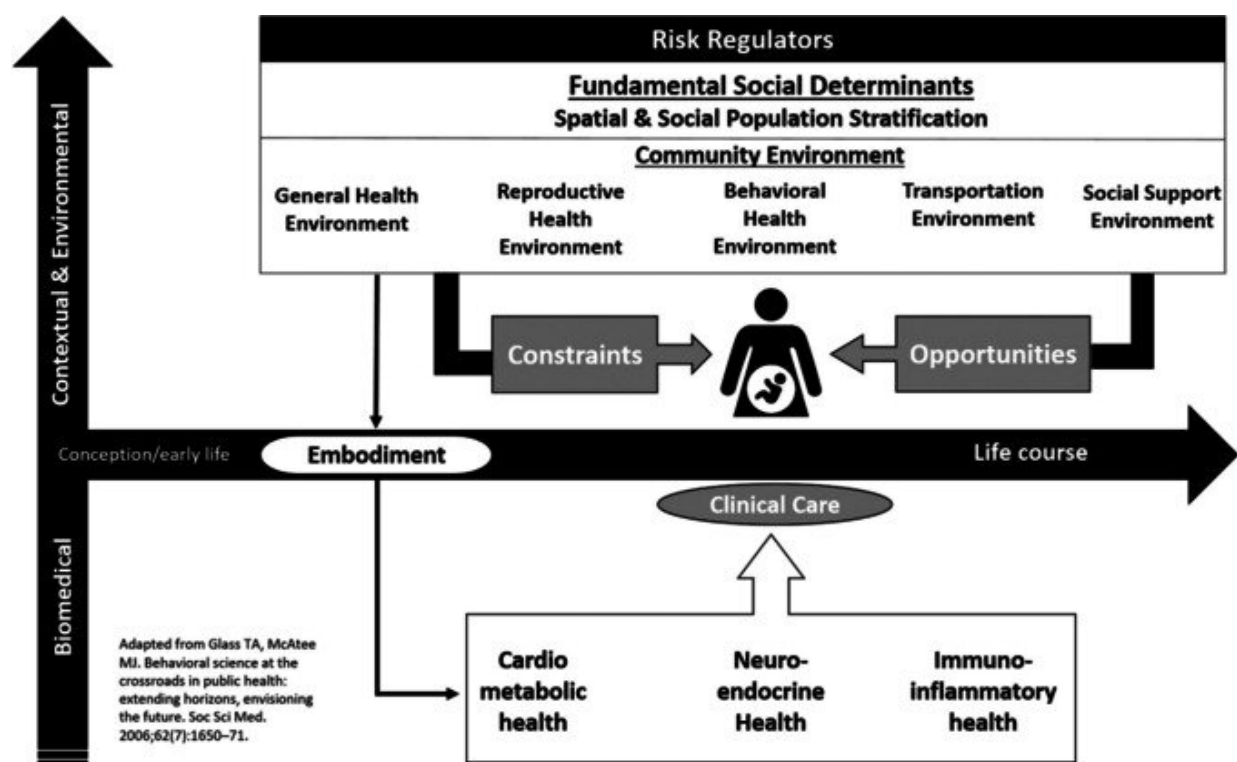 Risk Regulators
Fundamental Social Determinants
Spatial & Social Population Stratification
Community Environment
General Health
Environment
Reproductive
Health
Environment
Behavioral
Health
Environment
Transportation
Environment
Social Support
Environment
Contextual & Environmental
Constraints
Opportunities
Conception/early life
Embodiment
Life course
Clinical Care
Biomedical
Adapted from Glass TA, McAtee
MJ. Behavioral science at the
crossroads in public health:
extending horizons, envisioning
the future. Soc Sci Med.
2006;62(7):1650–71.
Cardio
metabolic
health
Neuro-
endocrine
Health
Immuno-
inflammatory
health